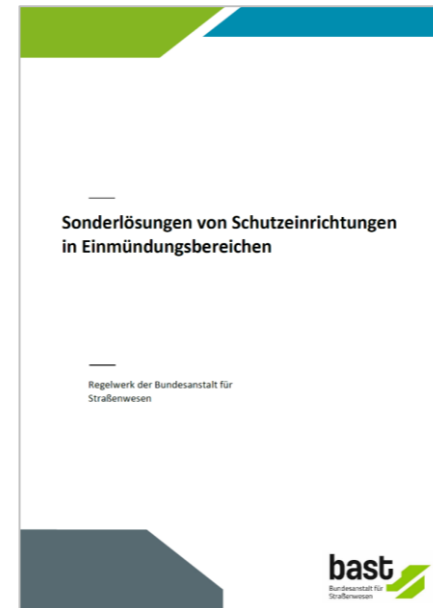 Sonderlösungen von Schutzeinrichtungen
in Einmündungsbereichen
Regelwerk der Bundesanstalt für
Straßenwesen
bast
Bundesanstalt für
Straßenwesen